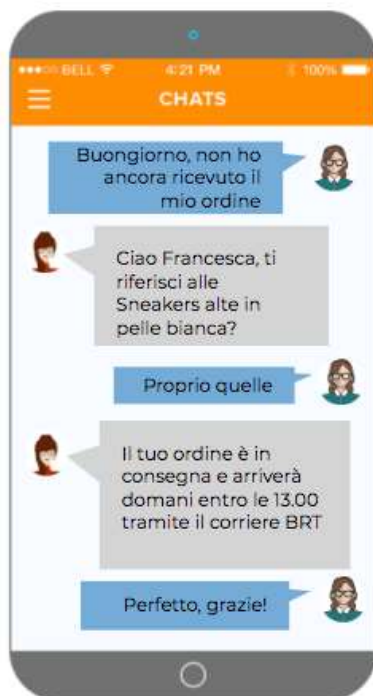 BELL 4:21 PM 100%
CHATS
Buongiorno, non ho
ancora ricevuto il
mio ordine
Ciao Francesca, ti
riferisci alle
Sneakers alte in
pelle bianca?
Proprio quelle
Il tuo ordine è in
consegna e arriverà
domani entro le 13.00
tramite il corriere BRT
Perfetto, grazie!